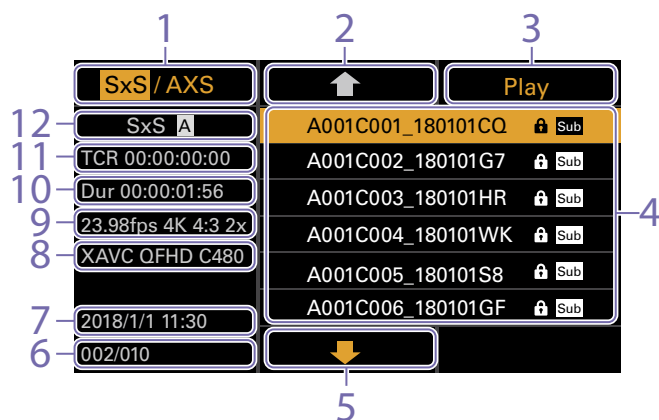 1 2 3
SxS / AXS Play
12 SxS A A001C001_180101CQ Sub
11 TCR 00:00:00:00 A001C002_180101G7 Sub
10 Dur 00:00:01:56 A001C003_180101HR Sub
4
9 23.98fps 4K 4:3 2x A001C004_180101WK Sub
8 XAVC QFHD C480 A001C005_180101S8 Sub
7 2018/1/1 11:30 A001C006_180101GF Sub
6 002/010
5